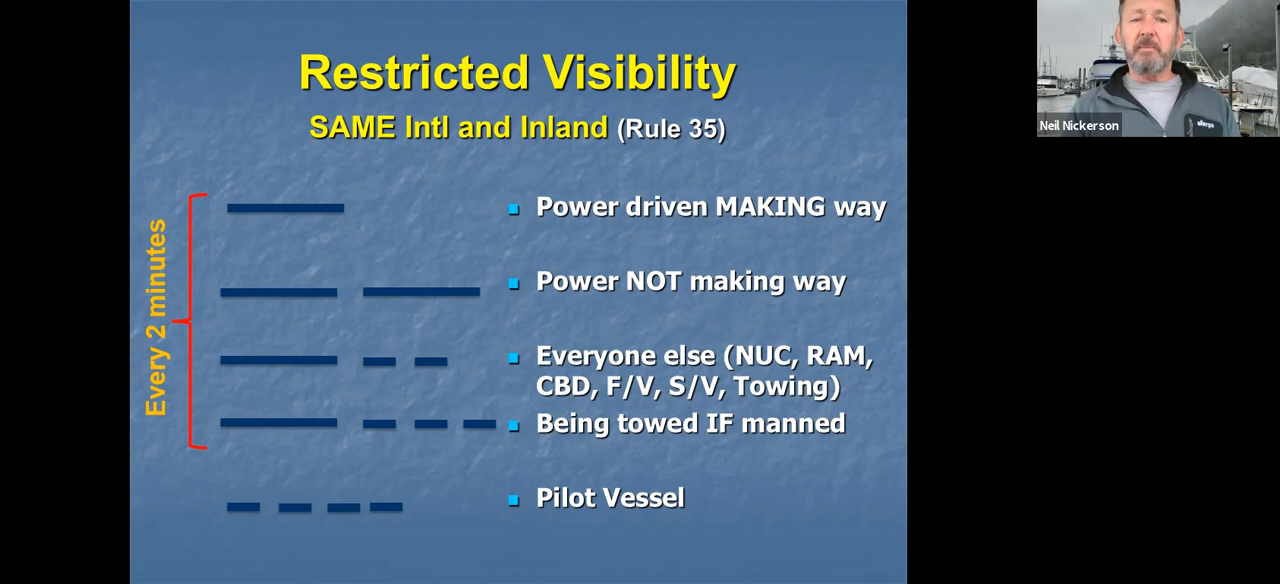 Restricted Visibility
SAME Intl and Inland (Rule 35)
Every 2 minutes
Power driven MAKING way
Power NOT making way
Everyone else (NUC, RAM,
CBD, F/V, S/V, Towing)
Being towed IF manned
Pilot Vessel
Neil Nickerson